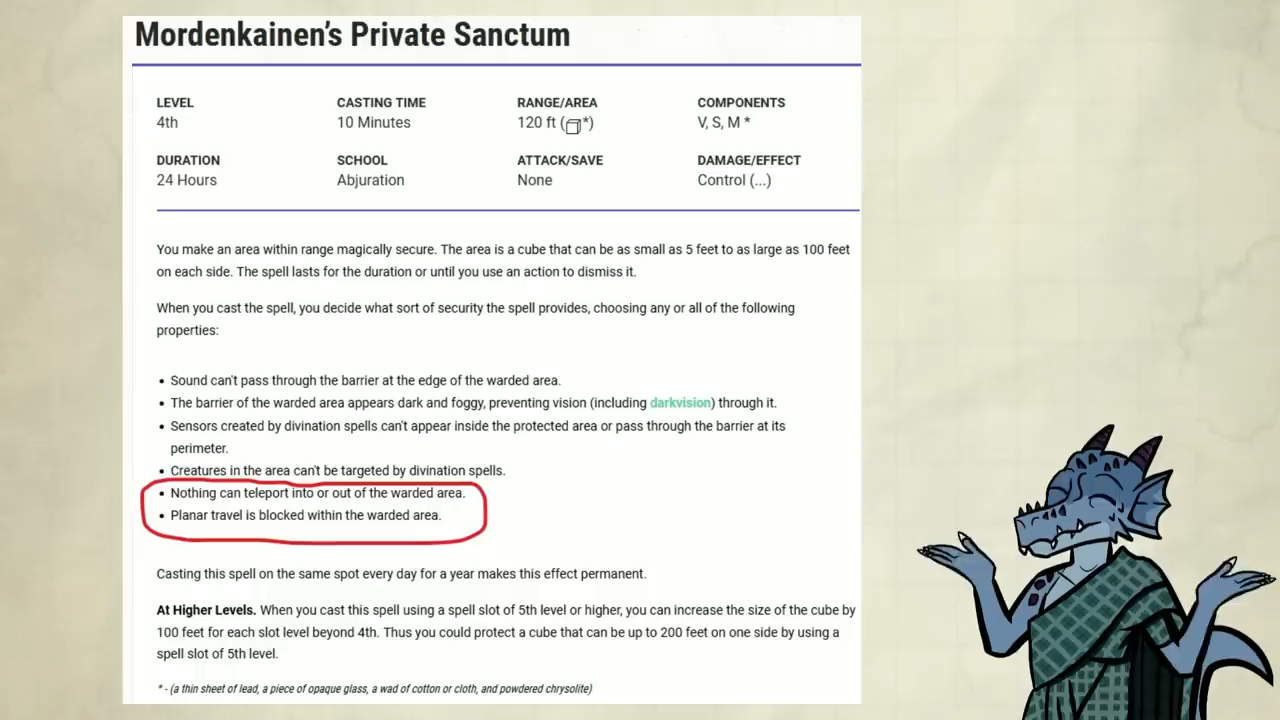 Mordenkainen's Private Sanctum
LEVEL CASTING TIME RANGE/AREA COMPONENTS
4th 10 Minutes 120 ft ( *) V, S, M *
DURATION SCHOOL ATTACK/SAVE DAMAGE/EFFECT
24 Hours Abjuration None Control (...)
You make an area within range magically secure. The area is a cube that can be as small as 5 feet to as large as 100 feet
on each side. The spell lasts for the duration or until you use an action to dismiss it.
When you cast the spell, you decide what sort of security the spell provides, choosing any or all of the following
properties:
• Sound can't pass through the barrier at the edge of the warded area.
• The barrier of the warded area appears dark and foggy, preventing vision (including darkvision) through it.
• Sensors created by divination spells can't appear inside the protected area or pass through the barrier at its
perimeter.
• Creatures in the area can't be targeted by divination spells.
• Nothing can teleport into or out of the warded area.
• Planar travel is blocked within the warded area.
Casting this spell on the same spot every day for a year makes this effect permanent.
At Higher Levels. When you cast this spell using a spell slot of 5th level or higher, you can increase the size of the cube by
100 feet for each slot level beyond 4th. Thus you could protect a cube that can be up to 200 feet on one side by using a
spell slot of 5th level.
* - (a thin sheet of lead, a piece of opaque glass, a wad of cotton or cloth, and powdered chrysolite)